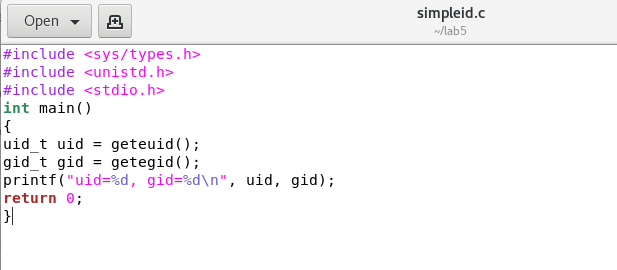 Open
simpleid.c
~/lab5
#include <sys/types.h>
#include <unistd.h>
#include <stdio.h>
int main()
{
uid_t uid = geteuid();
gid_t gid = getegid();
printf("uid=%d, gid=%d\n", uid, gid);
return 0;
}